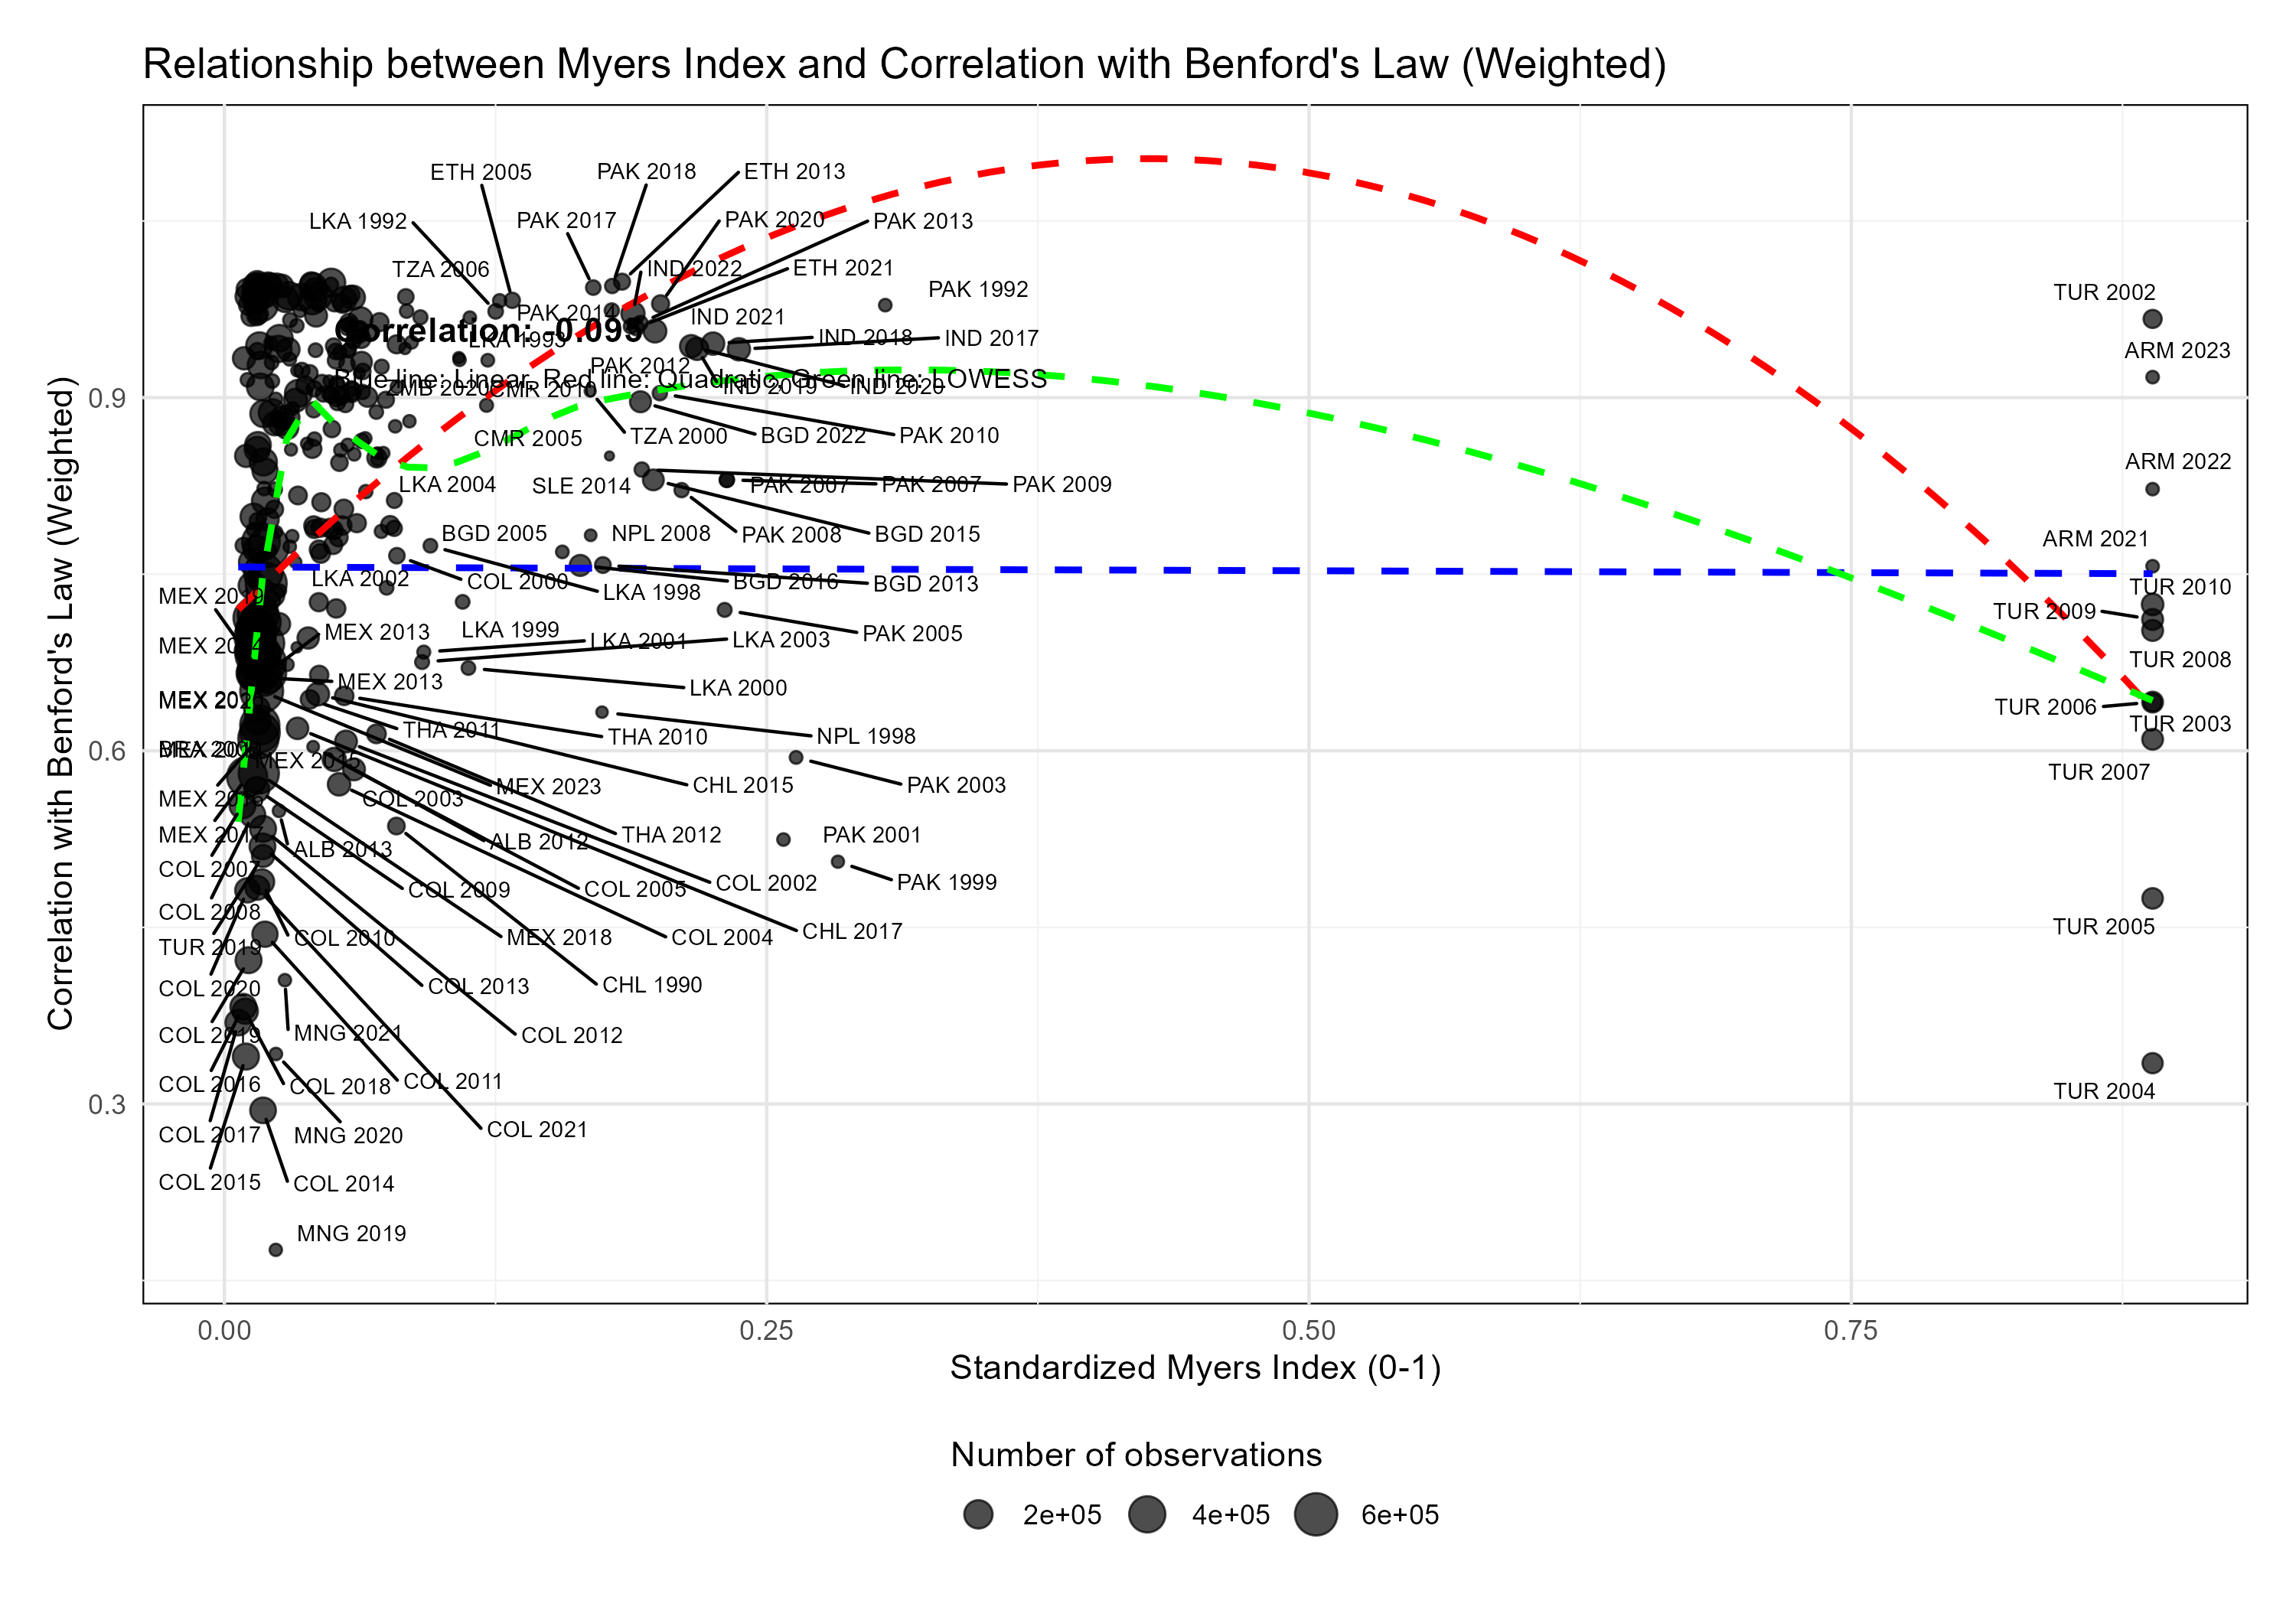 Relationship between Myers Index and Correlation with Benford's Law (Weighted)
Correlation with Benford's Law (Weighted)
0.9
0.6
0.3
ETH 2005
PAK 2018
ETH 2013
LKA 1992
PAK 2017
PAK 2020
PAK 2013
TZA 2006
IND 2022
ETH 2021
PAK 1992
TUR 2002
PAK 2014
IND 2021
Correlation: -0.095
LKA 1993
IND 2018
IND 2017
ARM 2023
PAK 2012
Blue line: Linear, Red line: Quadratic, Green line: LOWESS
ZMB 2020
IND 2019
IND 2020
CMR 2005
TZA 2000
BGD 2022
PAK 2010
ARM 2022
LKA 2004
SLE 2014
PAK 2007
PAK 2007
PAK 2009
BGD 2005
NPL 2008
PAK 2008
BGD 2015
ARM 2021
LKA 2002
COL 2000
BGD 2016
BGD 2013
TUR 2010
MEX 2019
LKA 1998
TUR 2009
MEX 2013
LKA 1999
LKA 2001
LKA 2003
PAK 2005
TUR 2008
MEX 2013
LKA 2000
TUR 2006
THA 2011
THA 2010
NPL 1998
TUR 2003
MEX 2015
TUR 2007
MEX 2023
CHL 2015
PAK 2003
COL 2003
MEX 2017
ALB 2013
ALB 2012
THA 2012
PAK 2001
COL 2007
COL 2009
COL 2005
COL 2002
PAK 1999
COL 2008
TUR 2019
COL 2010
MEX 2018
COL 2004
CHL 2017
TUR 2005
COL 2020
COL 2013
CHL 1990
COL 2019
MNG 2021
COL 2012
COL 2016
COL 2018
COL 2011
TUR 2004
COL 2017
MNG 2020
COL 2021
COL 2015
COL 2014
MNG 2019
0.00
0.25
0.50
0.75
Standardized Myers Index (0-1)
Number of observations
2e+05
4e+05
6e+05